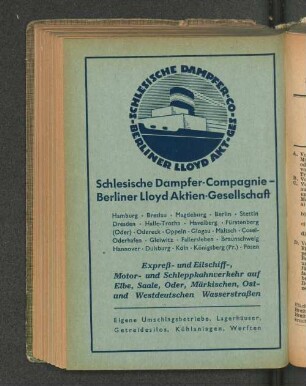 SCHLESISCHE DAMPFER-CO-
BERLINER LLOYD AKT-GES
Schlesische Dampfer-Compagnie-
Berliner Lloyd Aktien-Gesellschaft
Hamburg - Breslau - Magdeburg - Berlin - Stettin
Dresden - Halle-Trotha - Havelberg - Fürstenberg
(Oder) - Odereck - Oppeln - Glogau - Maltsch - Cosel-
Oderhafen - Gleiwitz - Fallersleben - Braunschweig
Hannover - Duisburg - Köln - Königsberg (Pr.) - Posen
Expreß- und Eilschiff-,
Motor- und Schleppkahnverkehr auf
Elbe, Saale, Oder, Märkischen, Ost-
und Westdeutschen Wasserstraßen
Eigene Umschlagsbetriebe, Lagerhäuser,
Getreidesilos, Kühlanlagen, Werften